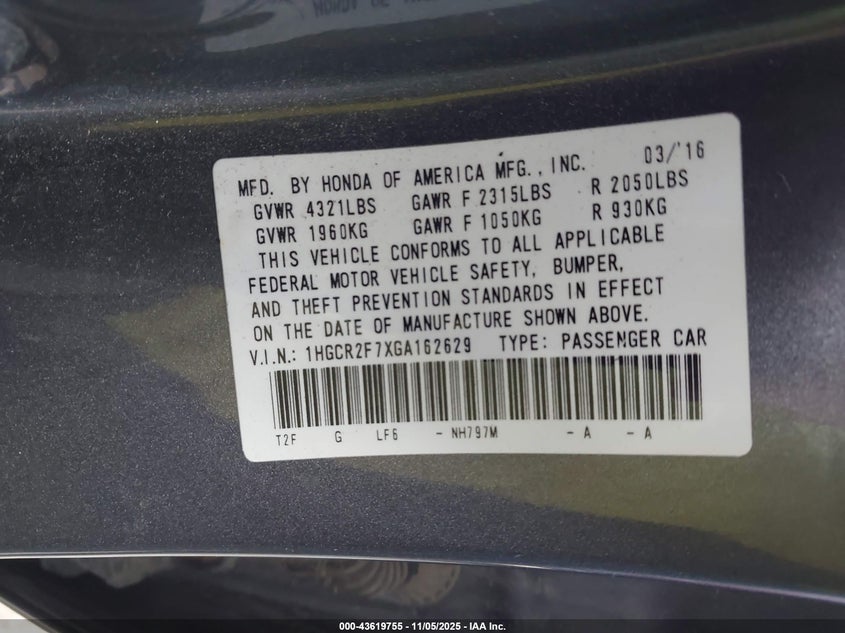 MFD. BY HONDA OF AMERICA MFG., INC. 03/'16
GVWR 4321LBS GAWR F 2315LBS R 2050LBS
GVWR 1960KG GAWR F 1050KG R 930KG
THIS VEHICLE CONFORMS TO ALL APPLICABLE
FEDERAL MOTOR VEHICLE SAFETY, BUMPER,
AND THEFT PREVENTION STANDARDS IN EFFECT
ON THE DATE OF MANUFACTURE SHOWN ABOVE.
V.I.N.: 1HGCR2F7XGA162629 TYPE: PASSENGER CAR
T2F G LF6 - NH797M - A - A
000-43619755 - 11/05/2025 - IAA Inc.